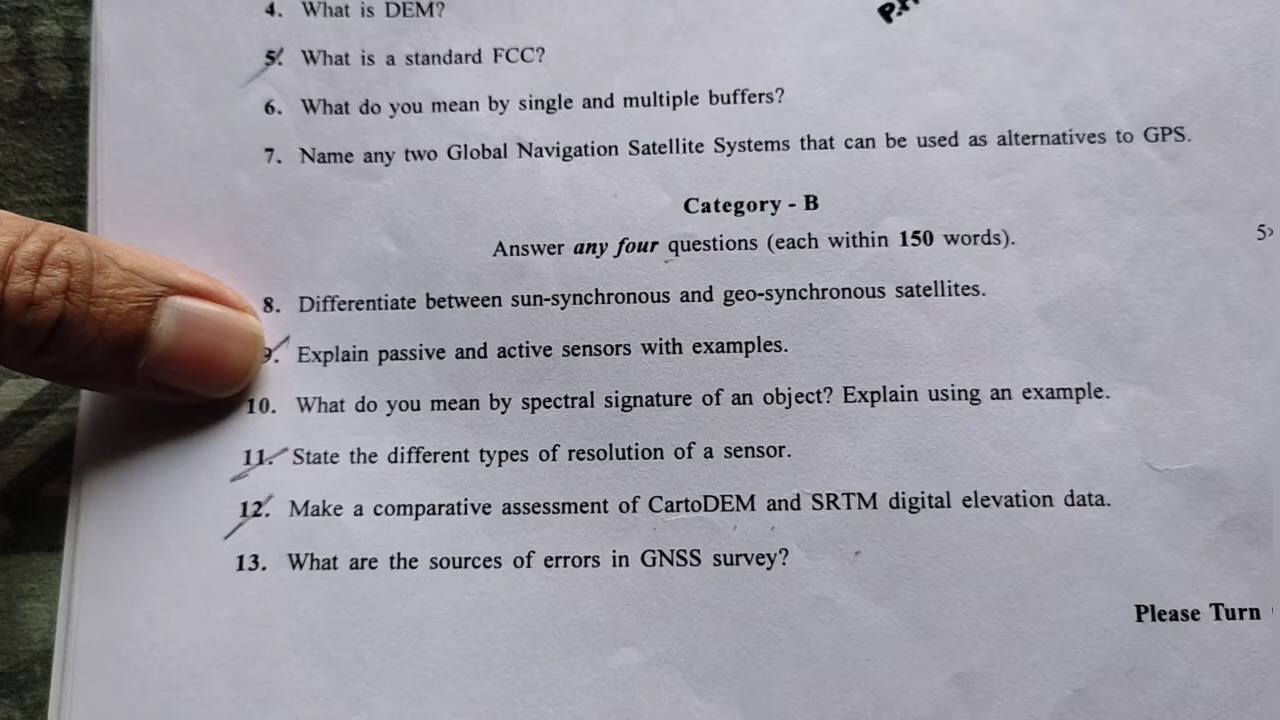 4. What is DEM?
5. What is a standard FCC?
6. What do you mean by single and multiple buffers?
7. Name any two Global Navigation Satellite Systems that can be used as alternatives to GPS.
Category - B
Answer any four questions (each within 150 words).
8. Differentiate between sun-synchronous and geo-synchronous satellites.
9. Explain passive and active sensors with examples.
10. What do you mean by spectral signature of an object? Explain using an example.
11. State the different types of resolution of a sensor.
12. Make a comparative assessment of CartoDEM and SRTM digital elevation data.
13. What are the sources of errors in GNSS survey?
Please Turn